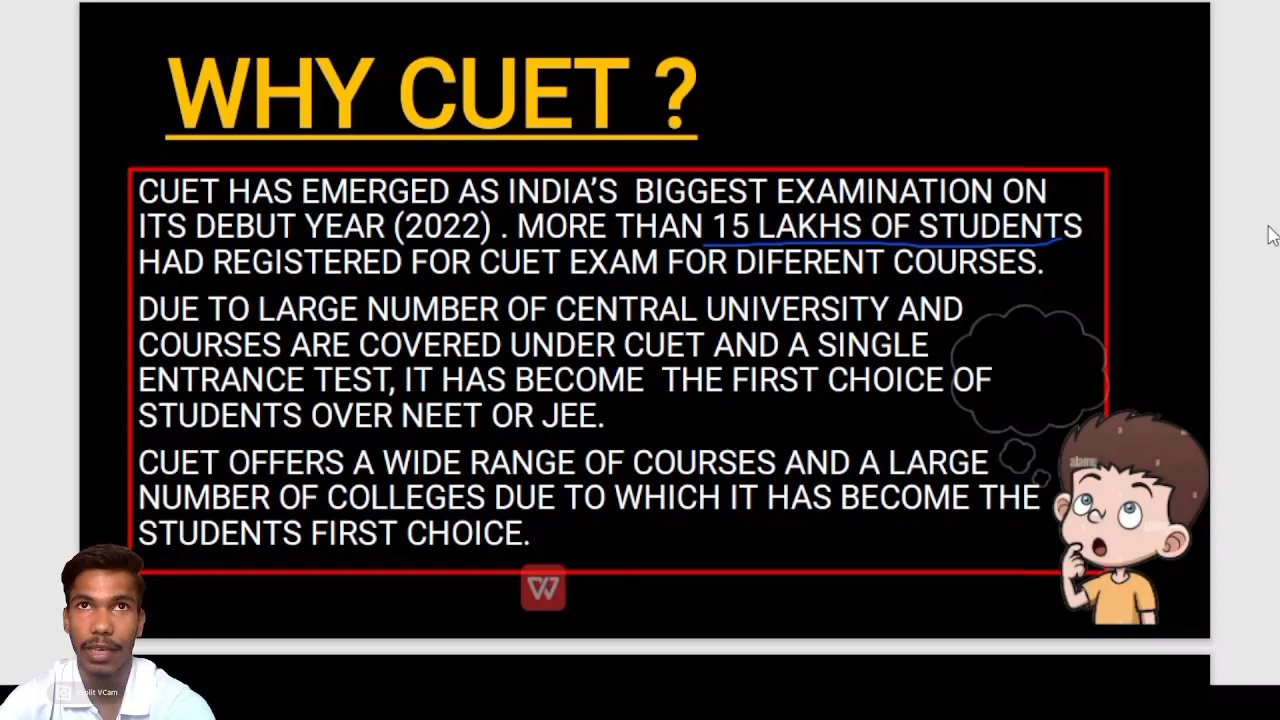 WHY CUET ?
CUET HAS EMERGED AS INDIA’S BIGGEST EXAMINATION ON
ITS DEBUT YEAR (2022) . MORE THAN 15 LAKHS OF STUDENTS
HAD REGISTERED FOR CUET EXAM FOR DIFERENT COURSES.
DUE TO LARGE NUMBER OF CENTRAL UNIVERSITY AND
COURSES ARE COVERED UNDER CUET AND A SINGLE
ENTRANCE TEST, IT HAS BECOME THE FIRST CHOICE OF
STUDENTS OVER NEET OR JEE.
CUET OFFERS A WIDE RANGE OF COURSES AND A LARGE
NUMBER OF COLLEGES DUE TO WHICH IT HAS BECOME THE
STUDENTS FIRST CHOICE.
alamy
W
XSplit VCam